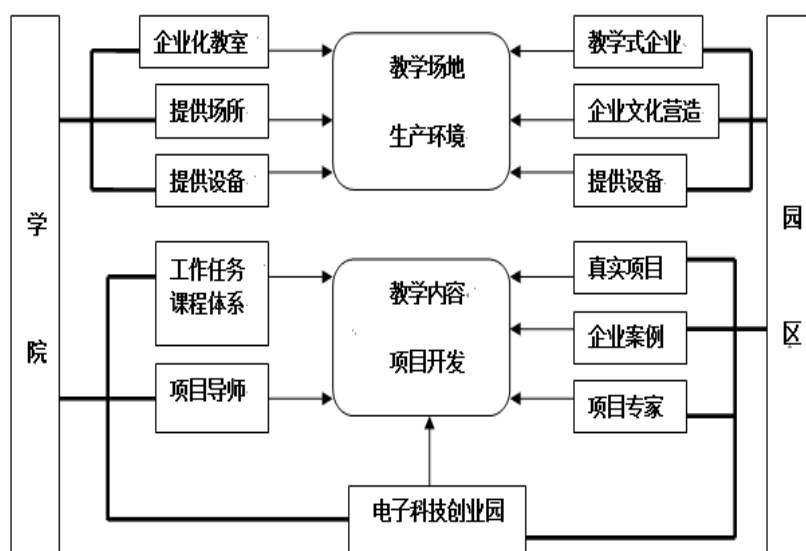 企业化教室
提供场所
提供设备
学
院
工作任务
课程体系
项目导师
教学场地
生产环境
教学内容
项目开发
电子科技创业园
教学式企业
企业文化营造
提供设备
园
区
真实项目
企业案例
项目专家